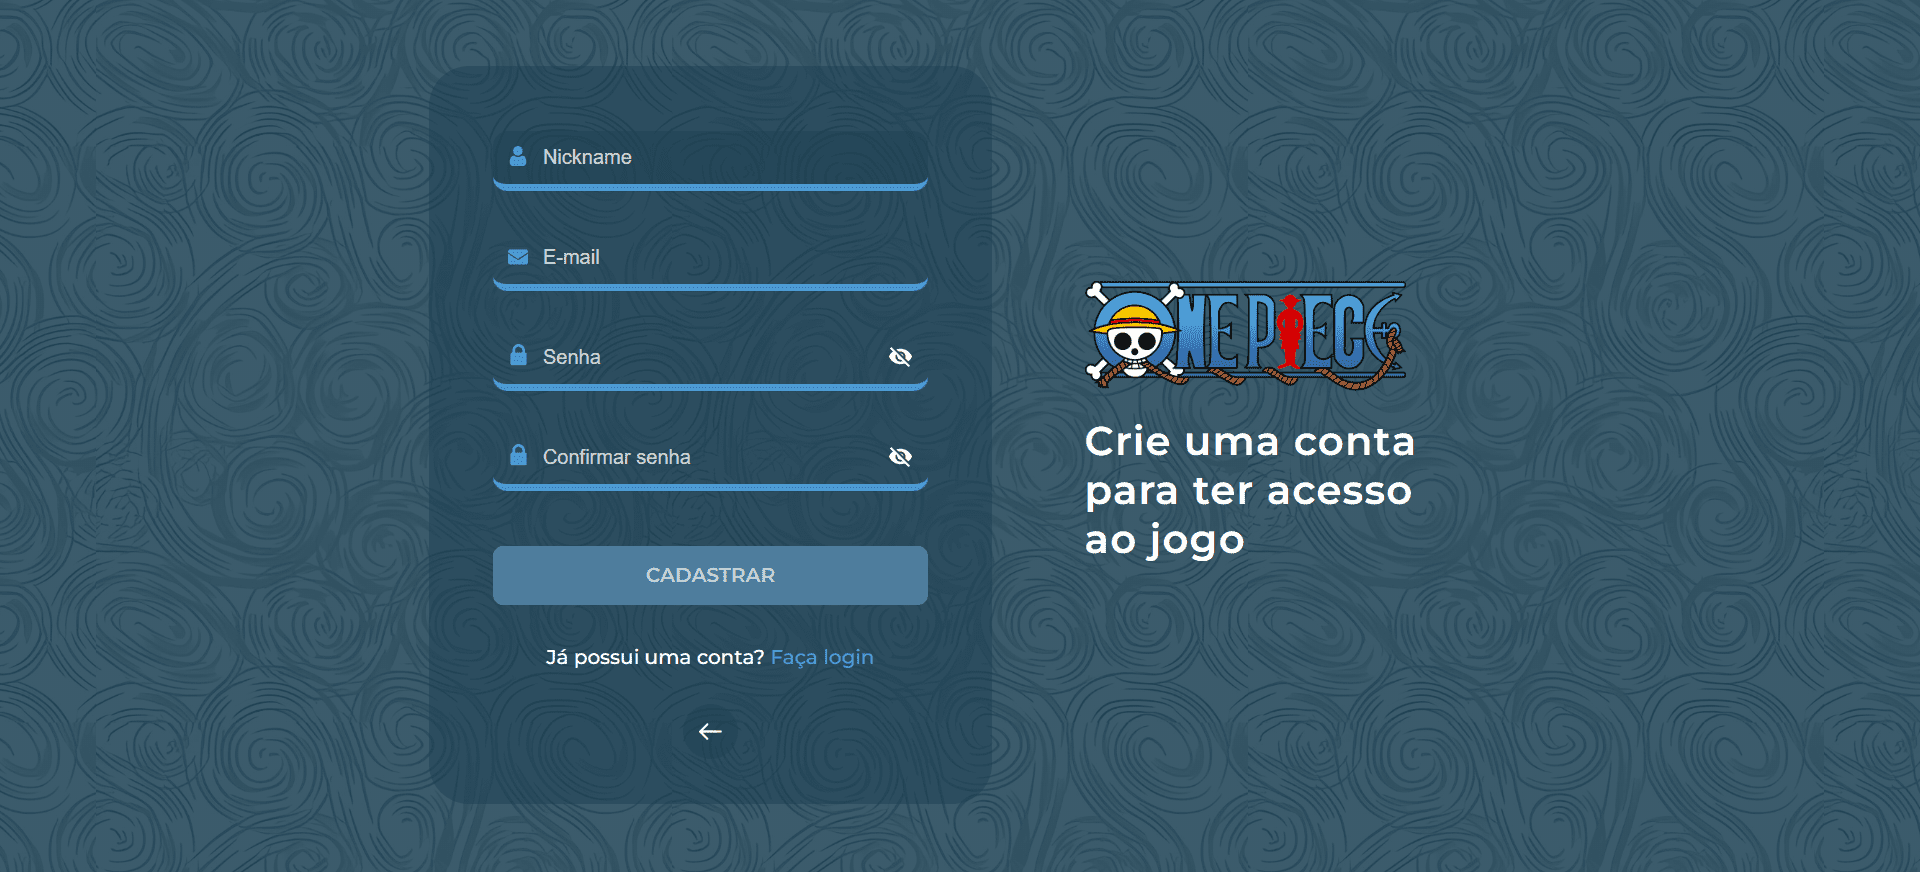 Nickname
E-mail
Senha
Confirmar senha
CADASTRAR
Já possui uma conta? Faça login
ONE PIECE
Crie uma conta
para ter acesso
ao jogo